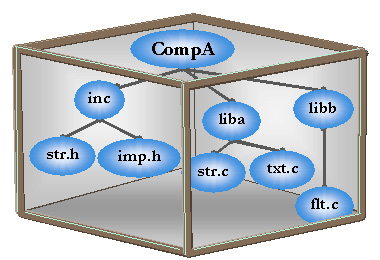 CompA
inc
liba
libb
str.h
imp.h
str.c
txt.c
flt.c